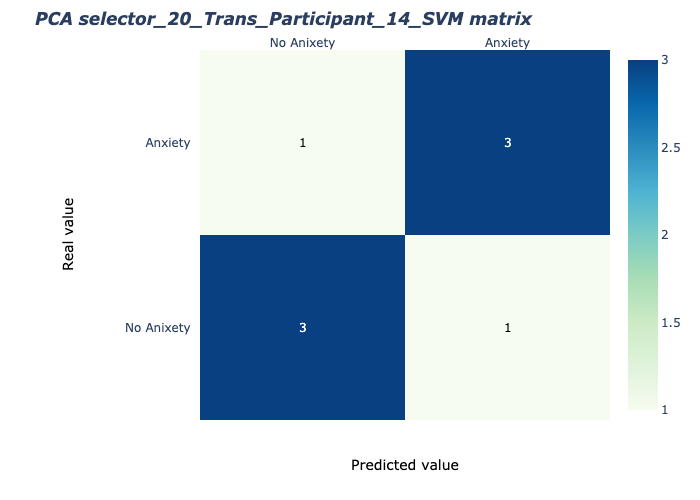 PCA selector_20_Trans_Participant_14_SVM matrix
No Anixety Anxiety
3
Anxiety 1 3
2.5
Real value
2
No Anixety 3 1
1.5
1
Predicted value